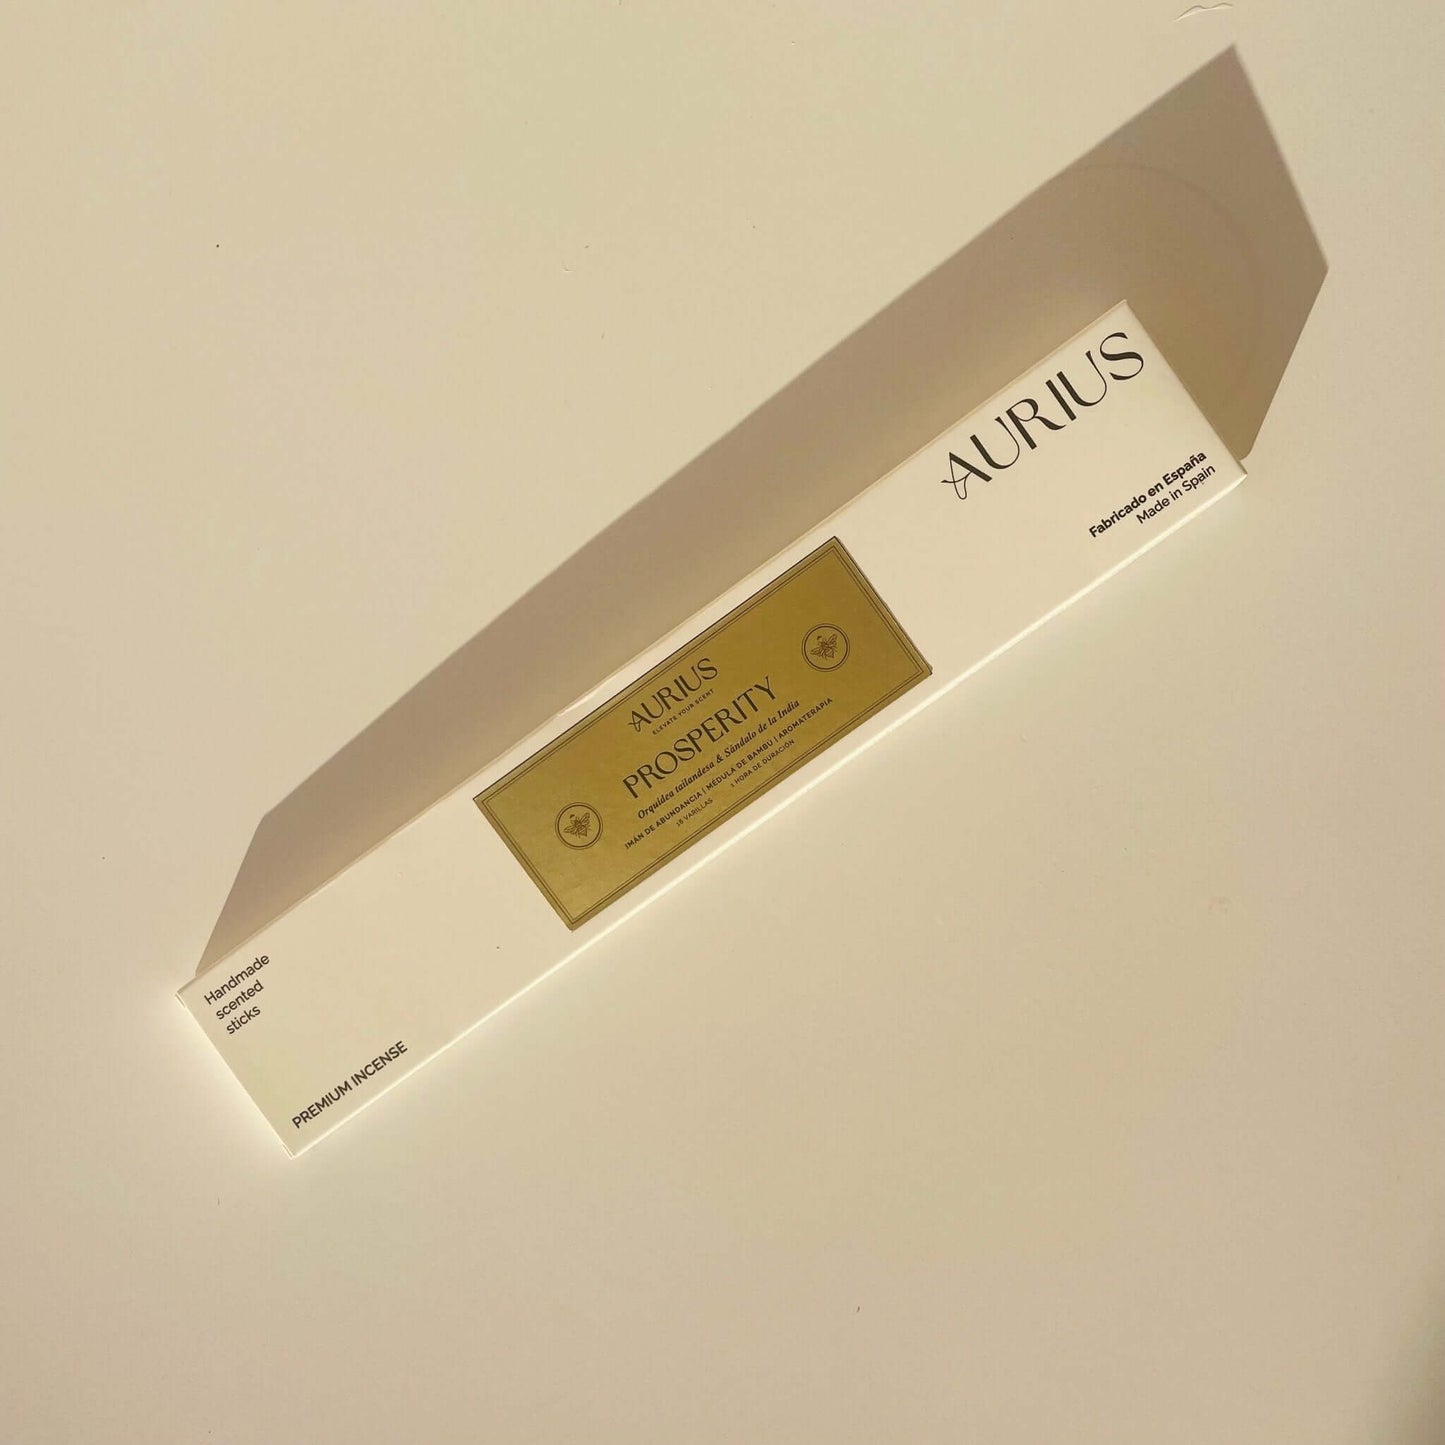 AURIUS
Fabricado en España
Made in Spain
AURIUS
ELEVATE YOUR SCENT
PROSPERITY
Orquídea tailandesa & Sándalo de la India
IMÁN DE ABUNDANCIA | MÉDULA DE BAMBÚ | AROMATERAPIA
16 VARILLAS 1 HORA DE DURACIÓN
Handmade
scented
sticks
PREMIUM INCENSE